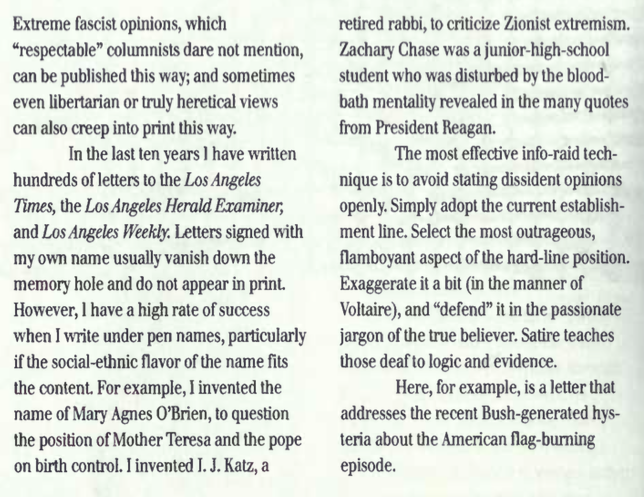 Extreme fascist opinions, which
“respectable” columnists dare not mention,
can be published this way; and sometimes
even libertarian or truly heretical views
can also creep into print this way.
In the last ten years I have written
hundreds of letters to the Los Angeles
Times, the Los Angeles Herald Examiner,
and Los Angeles Weekly. Letters signed with
my own name usually vanish down the
memory hole and do not appear in print.
However, I have a high rate of success
when I write under pen names, particularly
if the social-ethnic flavor of the name fits
the content. For example, I invented the
name of Mary Agnes O’Brien, to question
the position of Mother Teresa and the pope
on birth control. I invented I. J. Katz, a
retired rabbi, to criticize Zionist extremism.
Zachary Chase was a junior-high-school
student who was disturbed by the blood-
bath mentality revealed in the many quotes
from President Reagan.
The most effective info-raid tech-
nique is to avoid stating dissident opinions
openly. Simply adopt the current establish-
ment line. Select the most outrageous,
flamboyant aspect of the hard-line position.
Exaggerate it a bit (in the manner of
Voltaire), and “defend” it in the passionate
jargon of the true believer. Satire teaches
those deaf to logic and evidence.
Here, for example, is a letter that
addresses the recent Bush-generated hys-
teria about the American flag-burning
episode.